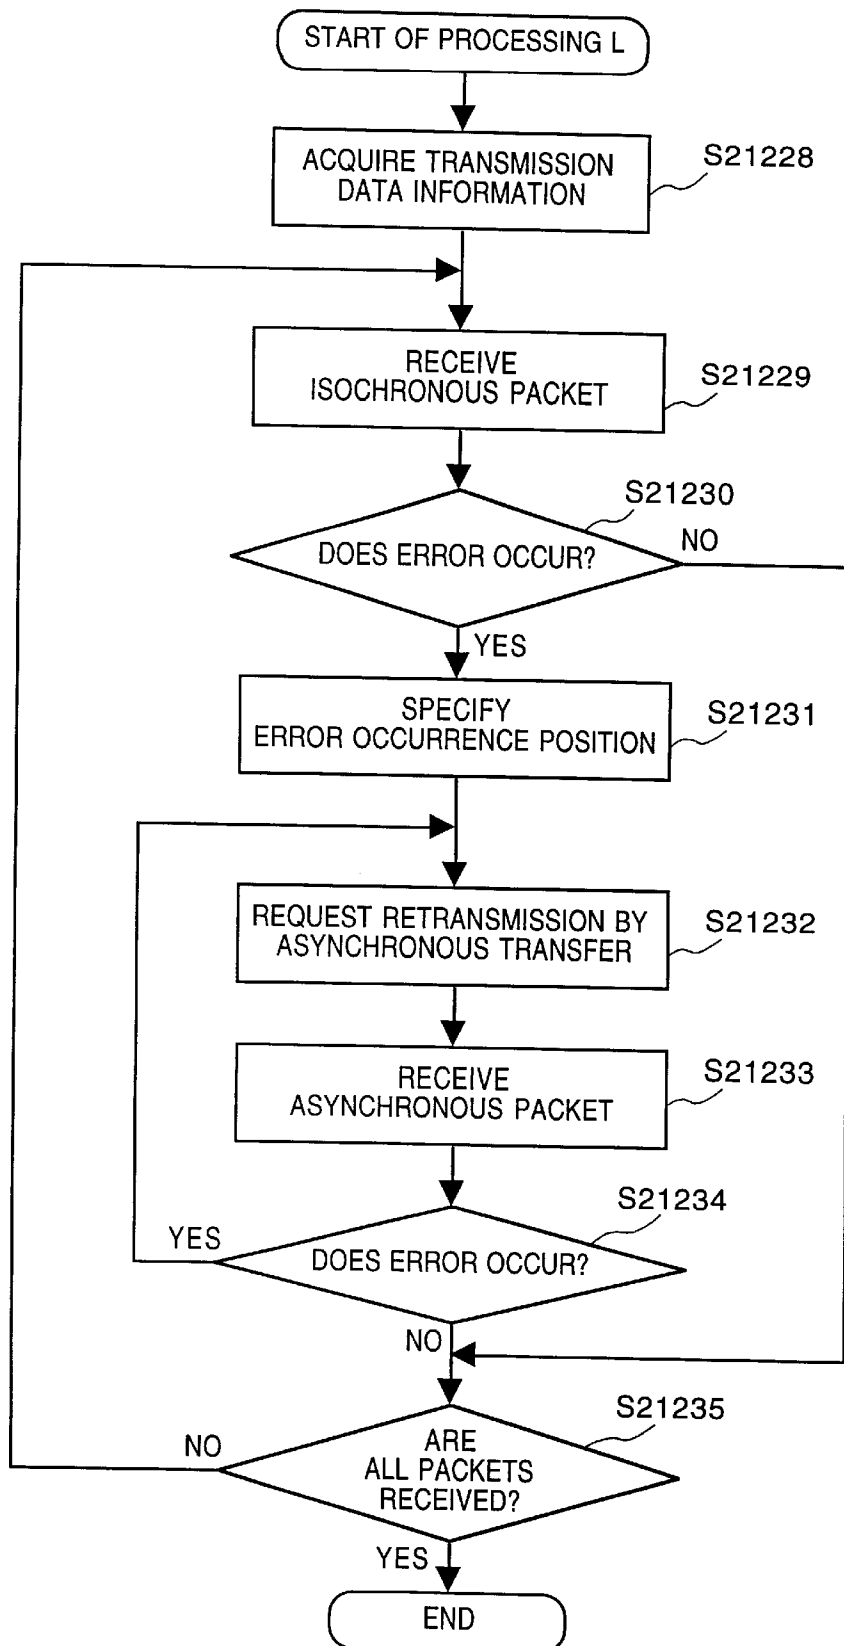 START OF PROCESSING L
ACQUIRE TRANSMISSION
DATA INFORMATION
S21228
RECEIVE
ISOCHRONOUS PACKET
S21229
S21230
DOES ERROR OCCUR?
NO
YES
SPECIFY
ERROR OCCURRENCE POSITION
S21231
REQUEST RETRANSMISSION BY
ASYNCHRONOUS TRANSFER
S21232
RECEIVE
ASYNCHRONOUS PACKET
S21233
S21234
YES
DOES ERROR OCCUR?
NO
S21235
NO
ARE
ALL PACKETS
RECEIVED?
YES
END